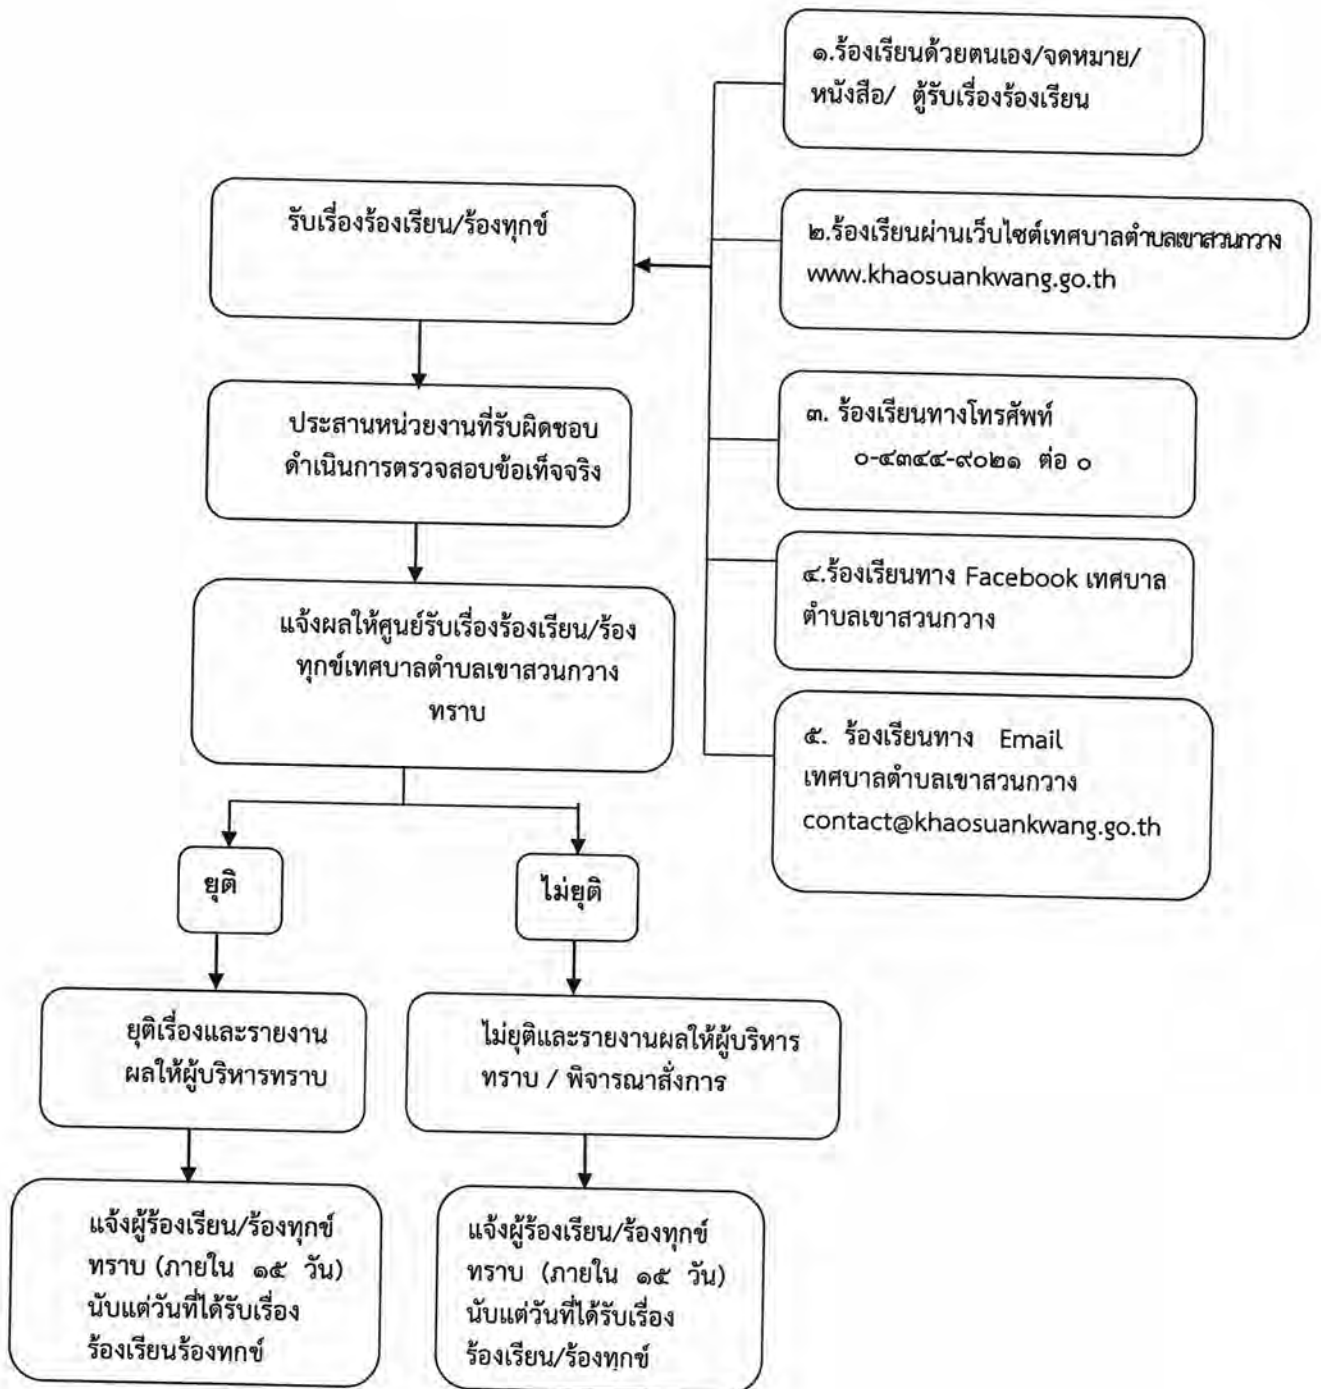 ๑.ร้องเรียนด้วยตนเอง/จดหมาย/
หนังสือ/ ตู้รับเรื่องร้องเรียน
รับเรื่องร้องเรียน/ร้องทุกข์
๒.ร้องเรียนผ่านเว็บไซต์เทศบาลตำบลเขาสวนกวาง
www.khaosuankwang.go.th
ประสานหน่วยงานที่รับผิดชอบ
ดำเนินการตรวจสอบข้อเท็จจริง
๓. ร้องเรียนทางโทรศัพท์
๐-๔๓๔๔-๙๐๒๑ ต่อ ๐
๔.ร้องเรียนทาง Facebook เทศบาล
ตำบลเขาสวนกวาง
แจ้งผลให้ศูนย์รับเรื่องร้องเรียน/ร้อง
ทุกข์เทศบาลตำบลเขาสวนกวาง
ทราบ
๕. ร้องเรียนทาง Email
เทศบาลตำบลเขาสวนกวาง
contact@khaosuankwang.go.th
ยุติ
ไม่ยุติ
ยุติเรื่องและรายงาน
ผลให้ผู้บริหารทราบ
ไม่ยุติและรายงานผลให้ผู้บริหาร
ทราบ / พิจารณาสั่งการ
แจ้งผู้ร้องเรียน/ร้องทุกข์
ทราบ (ภายใน ๑๕ วัน)
นับแต่วันที่ได้รับเรื่อง
ร้องเรียนร้องทุกข์
แจ้งผู้ร้องเรียน/ร้องทุกข์
ทราบ (ภายใน ๑๕ วัน)
นับแต่วันที่ได้รับเรื่อง
ร้องเรียน/ร้องทุกข์